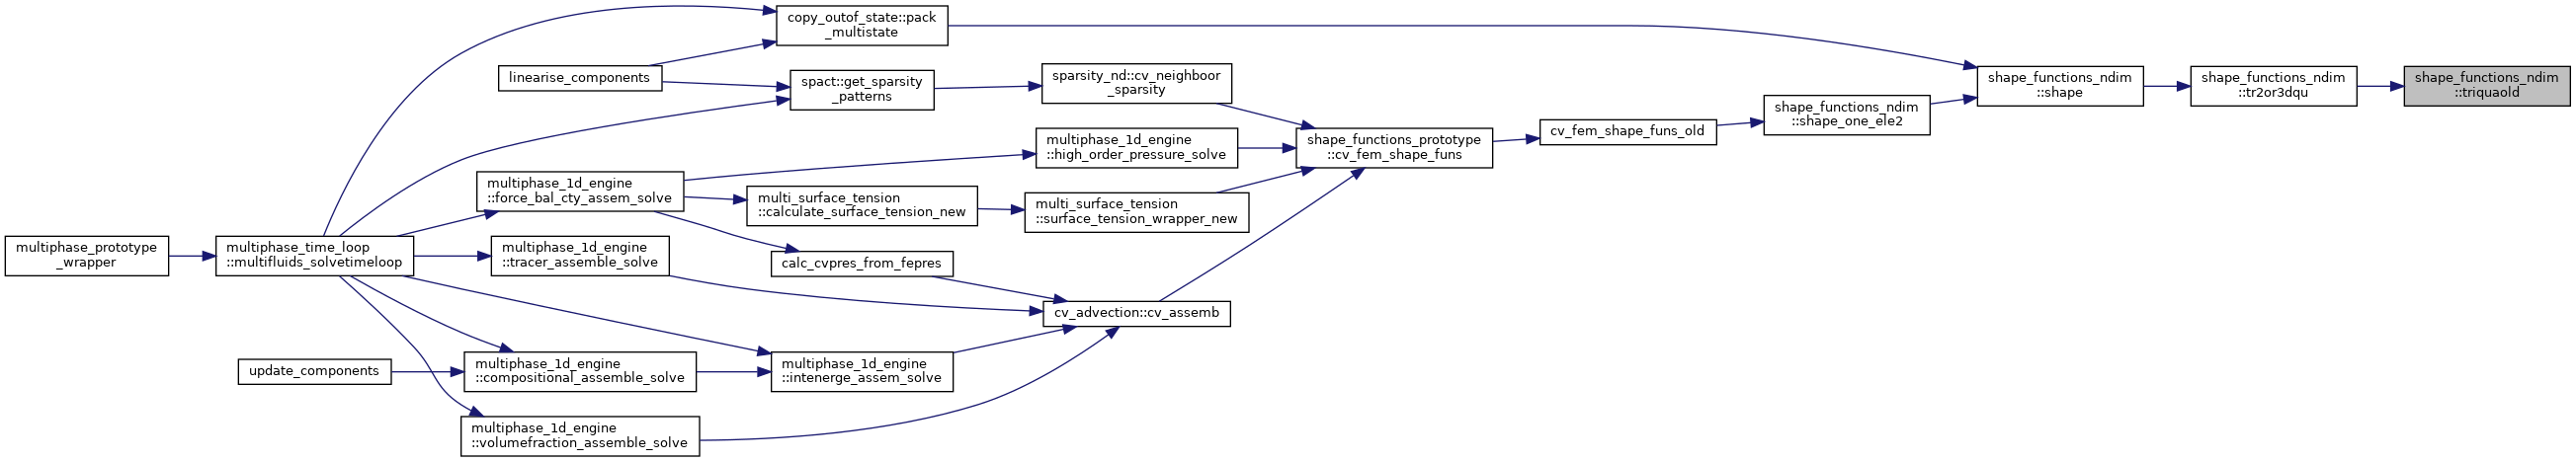 copy_outof_state::pack
_multistate
linearise_components
spact::get_sparsity
_patterns
sparsity_nd::cv_neighboor
_sparsity
shape_functions_ndim
::shape
shape_functions_ndim
::tr2or3dqu
shape_functions_ndim
::triquaold
shape_functions_ndim
::shape_one_ele2
cv_fem_shape_funs_old
multiphase_1d_engine
::high_order_pressure_solve
shape_functions_prototype
::cv_fem_shape_funs
multiphase_1d_engine
::force_bal_cty_assem_solve
multi_surface_tension
::calculate_surface_tension_new
multi_surface_tension
::surface_tension_wrapper_new
multiphase_prototype
_wrapper
multiphase_time_loop
::multifluids_solvetimeloop
multiphase_1d_engine
::tracer_assemble_solve
calc_cvpres_from_fepres
cv_advection::cv_assemb
update_components
multiphase_1d_engine
::compositional_assemble_solve
multiphase_1d_engine
::intenerge_assem_solve
multiphase_1d_engine
::volumefraction_assemble_solve